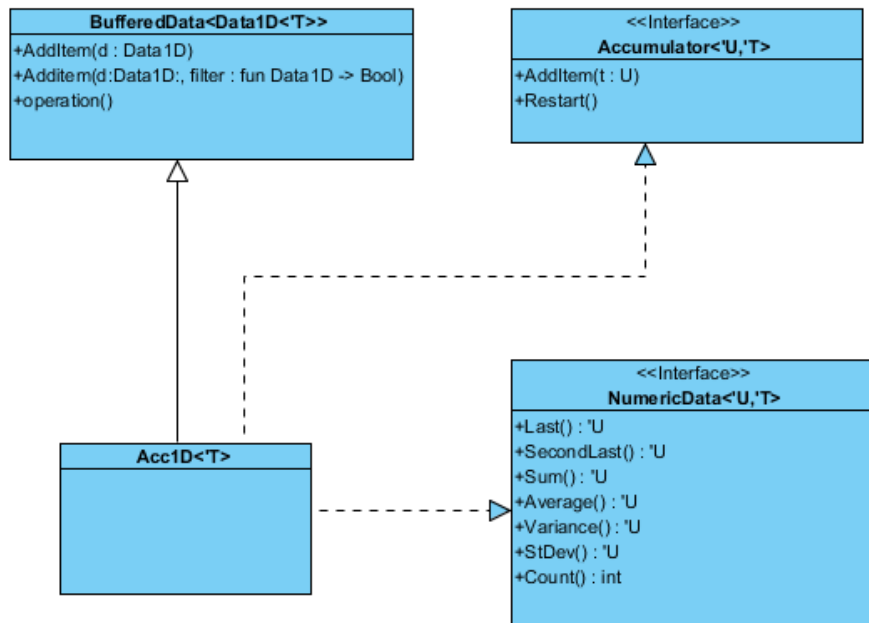 BufferedData<Data1D<'T>>
+AddItem(d : Data1D)
+Additem(d:Data1D:, filter : fun Data1D -> Bool)
+operation()
<<Interface>>
Accumulator<'U,'T>
+AddItem(t : U)
+Restart()
Acc1D<'T>
<<Interface>>
NumericData<'U,'T>
+Last() : 'U
+SecondLast() : 'U
+Sum() : 'U
+Average() : 'U
+Variance() : 'U
+StDev() : 'U
+Count() : int